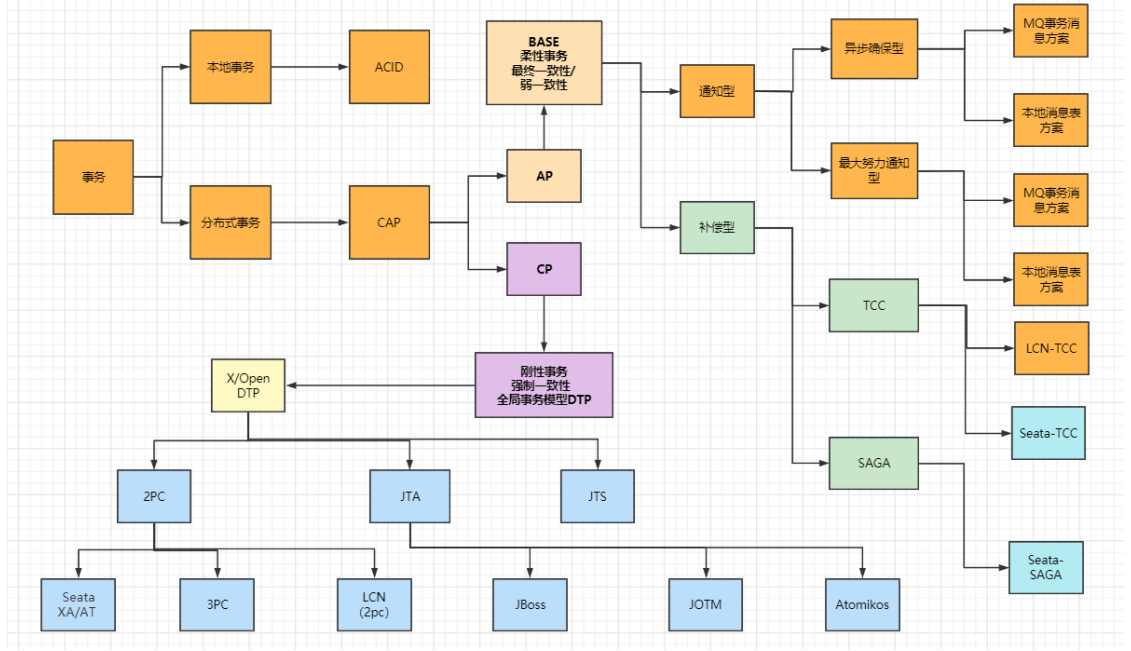 事务
本地事务
ACID
分布式事务
CAP
BASE
柔性事务
最终一致性/
弱一致性
AP
CP
刚性事务
强制一致性
全局事务模型DTP
X/Open
DTP
2PC
JTA
JTS
Seata
XA/AT
3PC
LCN
(2pc)
JBoss
JOTM
Atomikos
通知型
异步确保型
MQ事务消
息方案
本地消息表
方案
最大努力通知
型
MQ事务消
息方案
本地消息表
方案
补偿型
TCC
LCN-TCC
Seata-TCC
SAGA
Seata-
SAGA